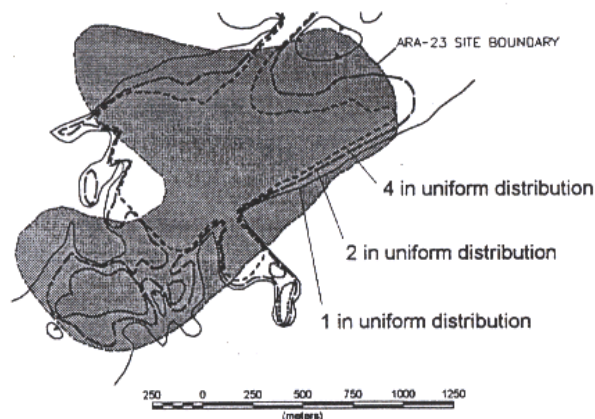 ARA-23 SITE BOUNDARY
4 in uniform distribution
2 in uniform distribution
1 in uniform distribution
250 0 250 500 750 1000 1250
(meters)